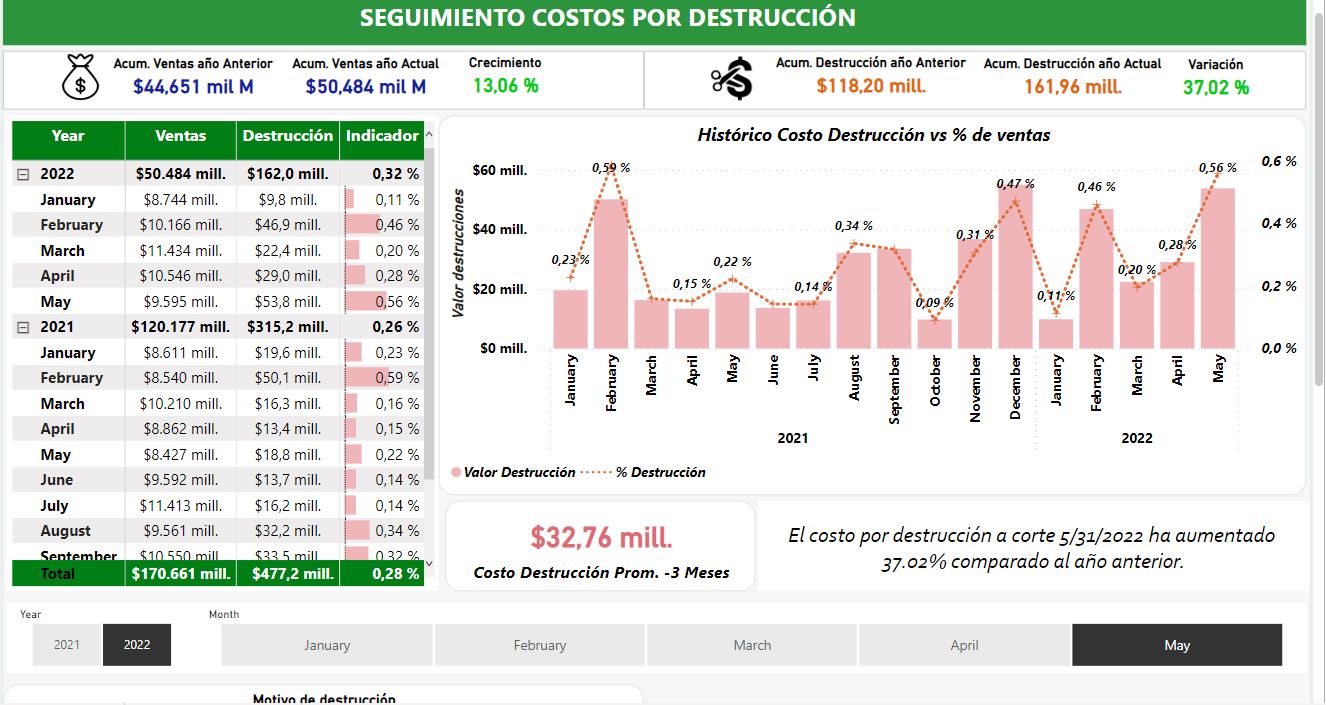 SEGUIMIENTO COSTOS POR DESTRUCCIÓN
Acum. Ventas año Anterior
$44,651 mil M
Acum. Ventas año Actual
$50,484 mil M
Crecimiento
13,06 %
Acum. Destrucción año Anterior
$118,20 mill.
Acum. Destrucción año Actual
161,96 mill.
Variación
37,02 %
Year Ventas Destrucción Indicador
2022 $50.484 mill. $162,0 mill. 0,32 %
January $8.744 mill. $9,8 mill. 0,11 %
February $10.166 mill. $46,9 mill. 0,46 %
March $11.434 mill. $22,4 mill. 0,20 %
April $10.546 mill. $29,0 mill. 0,28 %
May $9.595 mill. $53,8 mill. 0,56 %
2021 $120.177 mill. $315,2 mill. 0,26 %
January $8.611 mill. $19,6 mill. 0,23 %
February $8.540 mill. $50,1 mill. 0,59 %
March $10.210 mill. $16,3 mill. 0,16 %
April $8.862 mill. $13,4 mill. 0,15 %
May $8.427 mill. $18,8 mill. 0,22 %
June $9.592 mill. $13,7 mill. 0,14 %
July $11.413 mill. $16,2 mill. 0,14 %
August $9.561 mill. $32,2 mill. 0,34 %
September $10.550 mill. $33,5 mill. 0,32 %
Total $170.661 mill. $477,2 mill. 0,28 %
Histórico Costo Destrucción vs % de ventas
Valor destrucciones
$60 mill.
$40 mill.
$20 mill.
$0 mill.
0,6 %
0,4 %
0,2 %
0,0 %
0,23 %
0,59 %
0,15 %
0,22 %
0,14 %
0,34 %
0,09 %
0,31 %
0,47 %
0,11 %
0,46 %
0,20 %
0,28 %
0,56 %
January
February
March
April
May
June
July
August
September
October
November
December
January
February
March
April
May
2021
2022
Valor Destrucción
% Destrucción
$32,76 mill.
Costo Destrucción Prom. -3 Meses
El costo por destrucción a corte 5/31/2022 ha aumentado
37.02% comparado al año anterior.
Year
2021
2022
Month
January
February
March
April
May
Motivo de destrucción